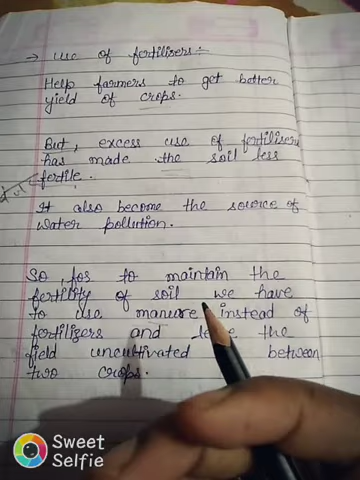 → use of fertilizers:-
Help farmers to get better
yield of crops.
But, excess use of fertilisers
has made the soil less
fertile.
It also become the source of
water pollution.
So, for to maintain the
fertility of soil we have
to use manure instead of
fertilizers and leave the
field uncultivated between
two crops.
Sweet
Selfie